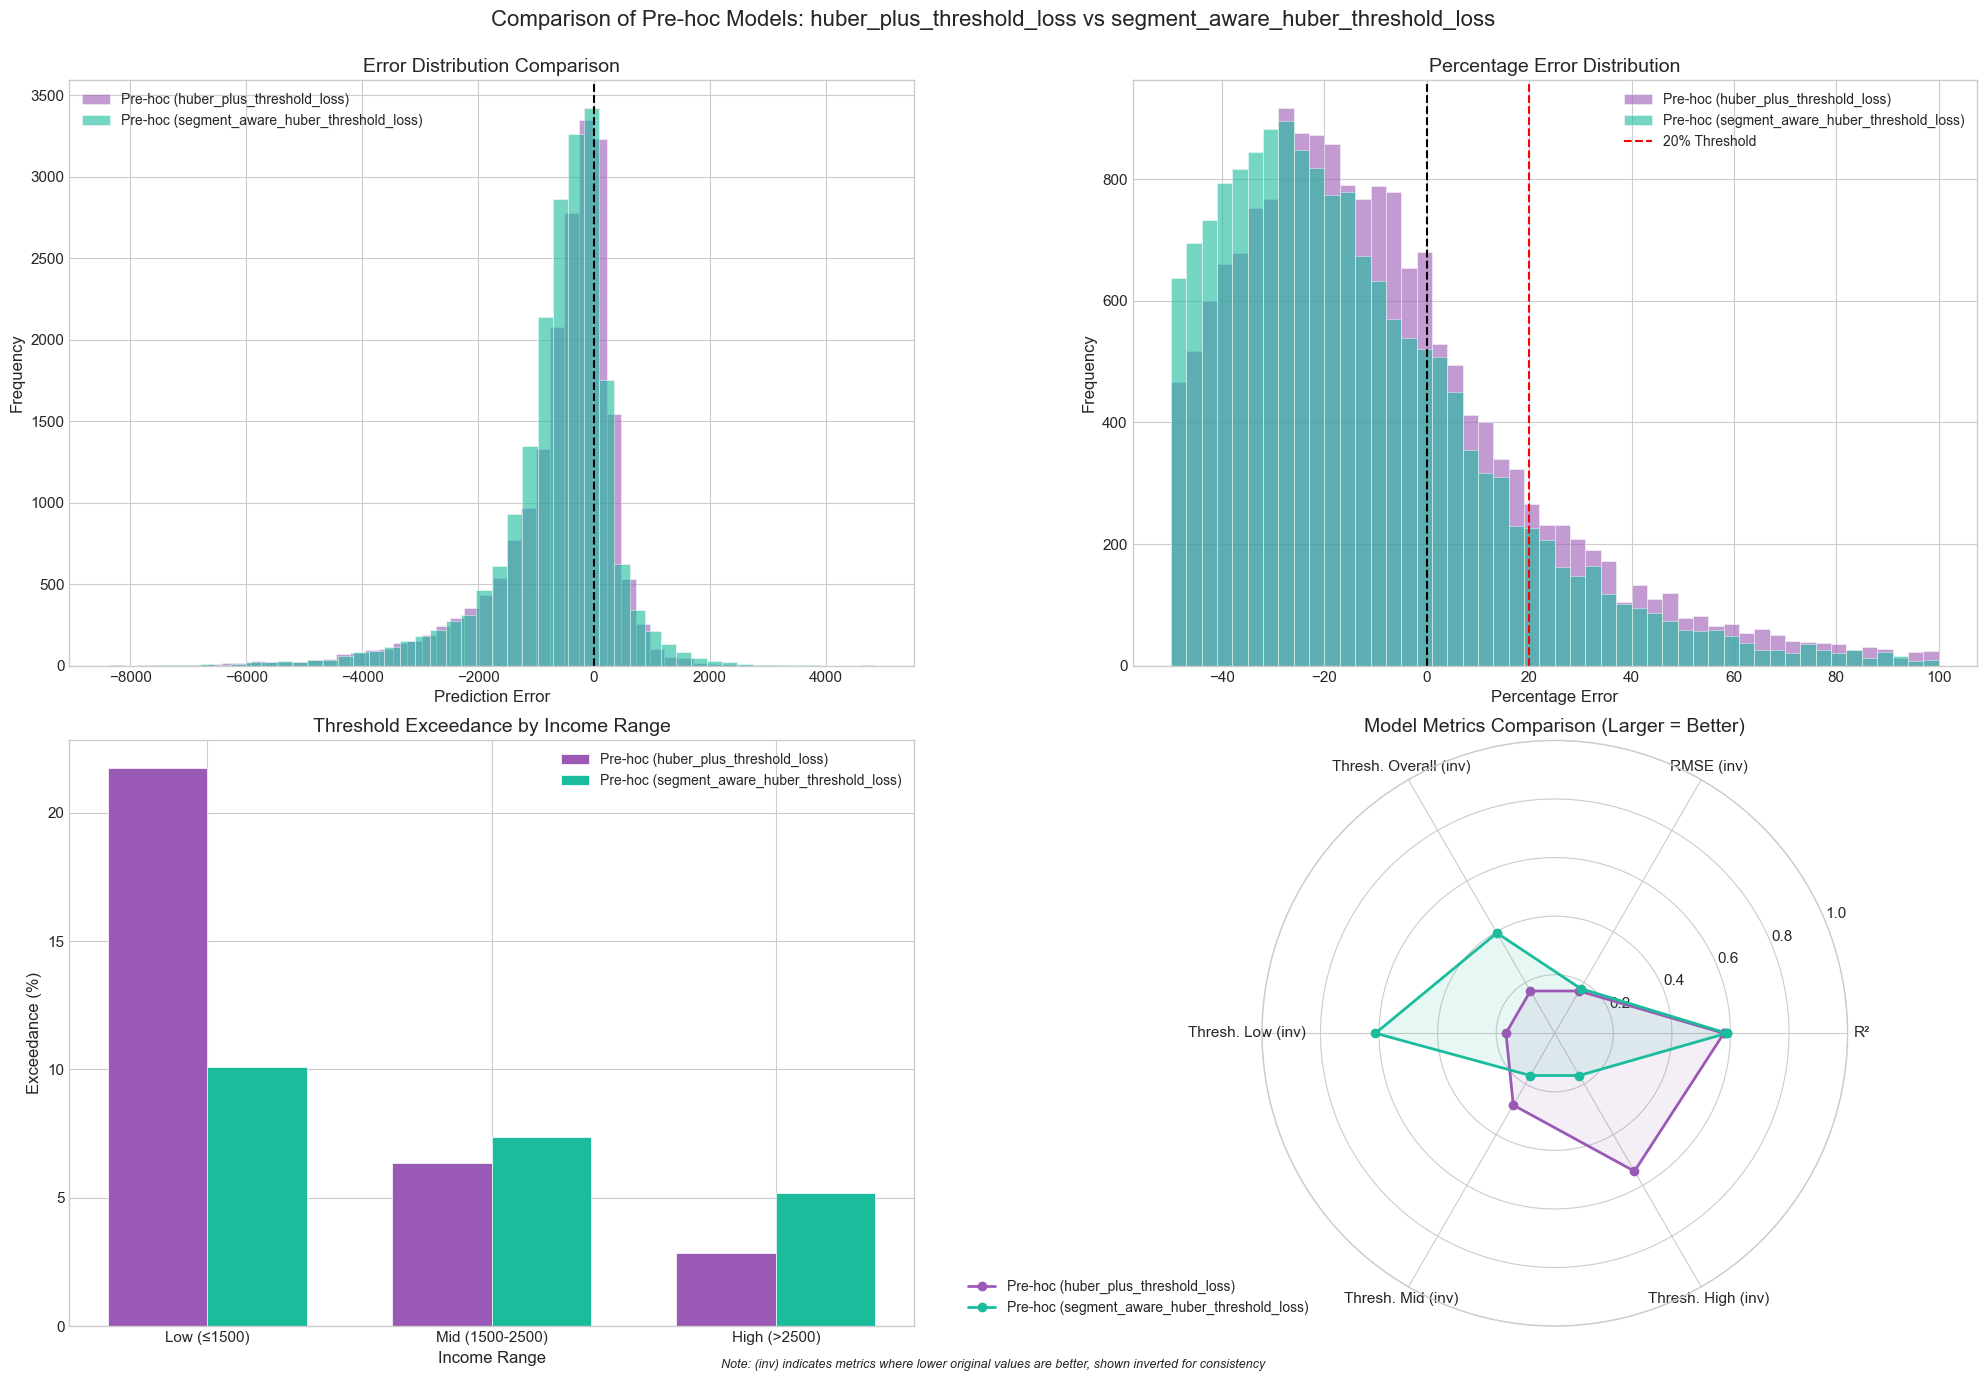 Comparison of Pre-hoc Models: huber_plus_threshold_loss vs segment_aware_huber_threshold_loss
Error Distribution Comparison
Pre-hoc (huber_plus_threshold_loss)
Pre-hoc (segment_aware_huber_threshold_loss)
3500
3000
2500
2000
1500
1000
500
0
Frequency
−8000
−6000
−4000
−2000
0
2000
4000
Prediction Error
Percentage Error Distribution
Pre-hoc (huber_plus_threshold_loss)
Pre-hoc (segment_aware_huber_threshold_loss)
20% Threshold
800
600
400
200
0
Frequency
−40
−20
0
20
40
60
80
100
Percentage Error
Threshold Exceedance by Income Range
Pre-hoc (huber_plus_threshold_loss)
Pre-hoc (segment_aware_huber_threshold_loss)
20
15
10
5
0
Exceedance (%)
Low (≤1500)
Mid (1500-2500)
High (>2500)
Income Range
Model Metrics Comparison (Larger = Better)
Thresh. Overall (inv)
RMSE (inv)
1.0
0.8
0.6
0.4
0.2
Thresh. Low (inv)
R²
Thresh. Mid (inv)
Thresh. High (inv)
Pre-hoc (huber_plus_threshold_loss)
Pre-hoc (segment_aware_huber_threshold_loss)
Note: (inv) indicates metrics where lower original values are better, shown inverted for consistency